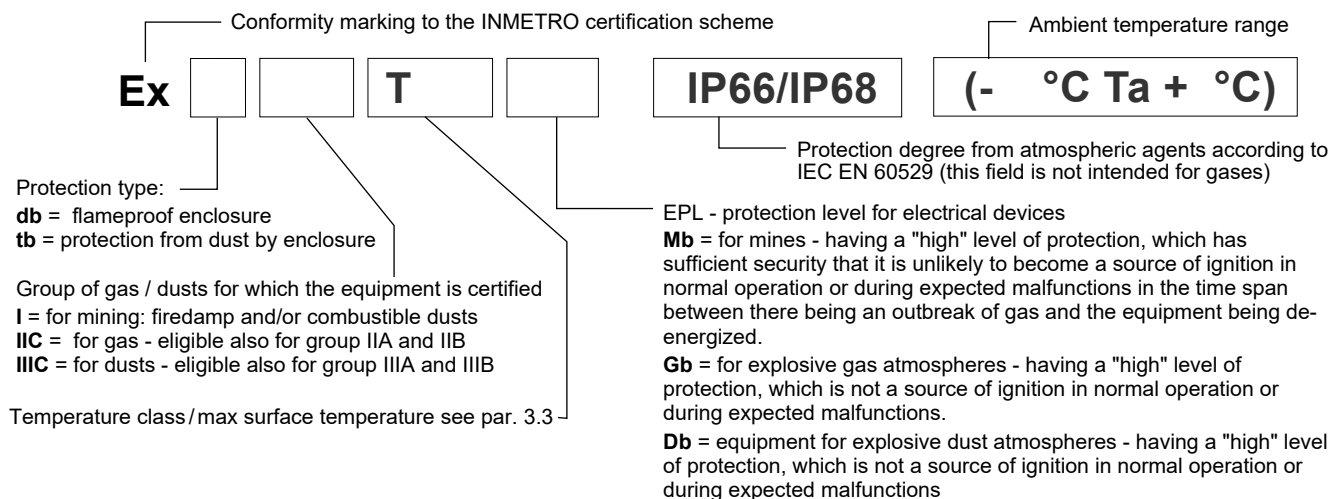 Conformity marking to the INMETRO certification scheme
Ambient temperature range
Ex T IP66/IP68 (- °C Ta + °C)
Protection degree from atmospheric agents according to
IEC EN 60529 (this field is not intended for gases)
Protection type:
db = flameproof enclosure
tb = protection from dust by enclosure
Group of gas / dusts for which the equipment is certified
I = for mining: firedamp and/or combustible dusts
IIC = for gas - eligible also for group IIA and IIB
IIIC = for dusts - eligible also for group IIIA and IIIB
Temperature class/max surface temperature see par. 3.3
EPL - protection level for electrical devices
Mb = for mines - having a "high" level of protection, which has
sufficient security that it is unlikely to become a source of ignition in
normal operation or during expected malfunctions in the time span
between there being an outbreak of gas and the equipment being de-
energized.
Gb = for explosive gas atmospheres - having a "high" level of
protection, which is not a source of ignition in normal operation or
during expected malfunctions.
Db = equipment for explosive dust atmospheres - having a "high" level
of protection, which is not a source of ignition in normal operation or
during expected malfunctions